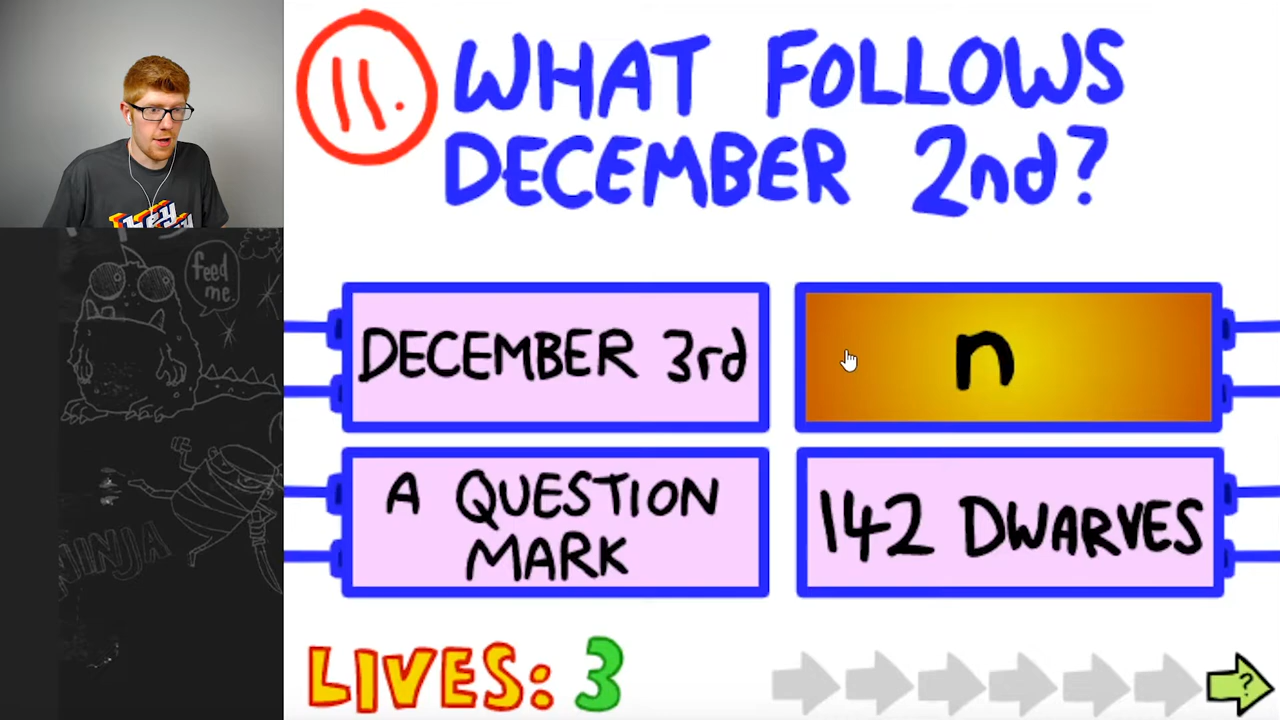 11.
WHAT FOLLOWS
DECEMBER 2nd?
DECEMBER 3rd
n
A QUESTION
MARK
142 DWARVES
LIVES: 3
?
feed
me.
NINJA